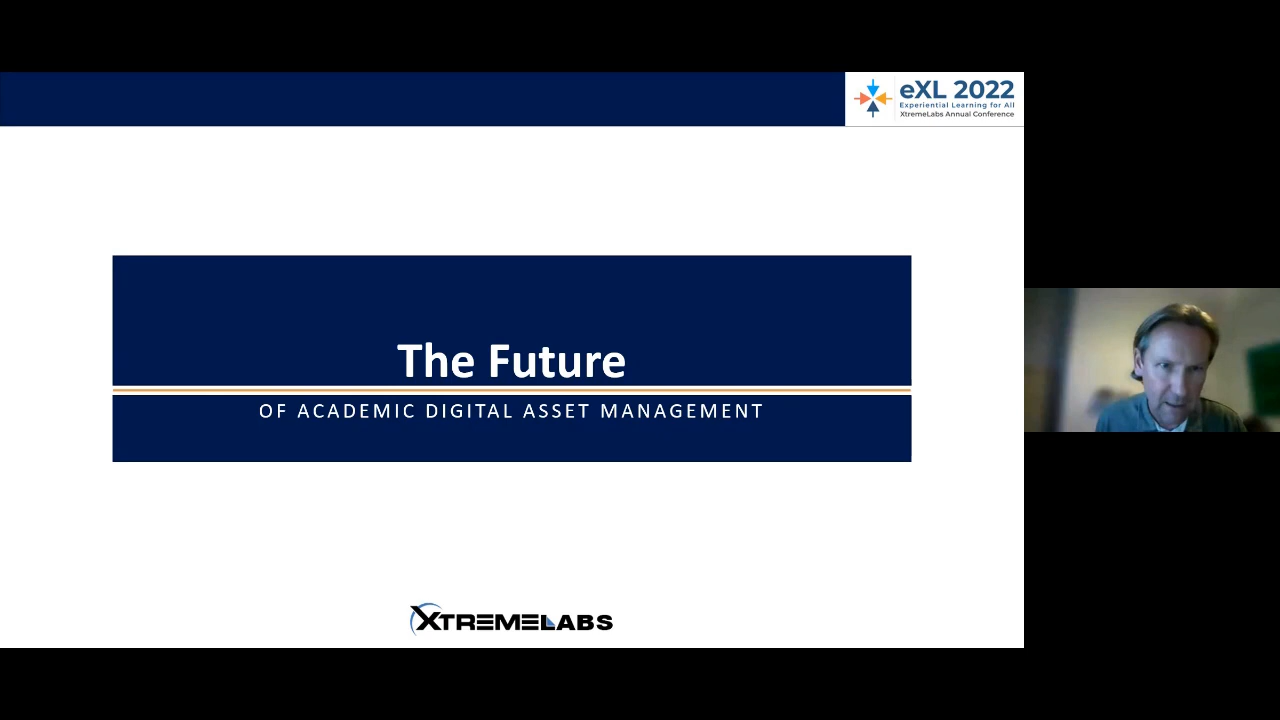 eXL 2022
Experiential Learning for All
XtremeLabs Annual Conference
The Future
OF ACADEMIC DIGITAL ASSET MANAGEMENT
XTREMELABS